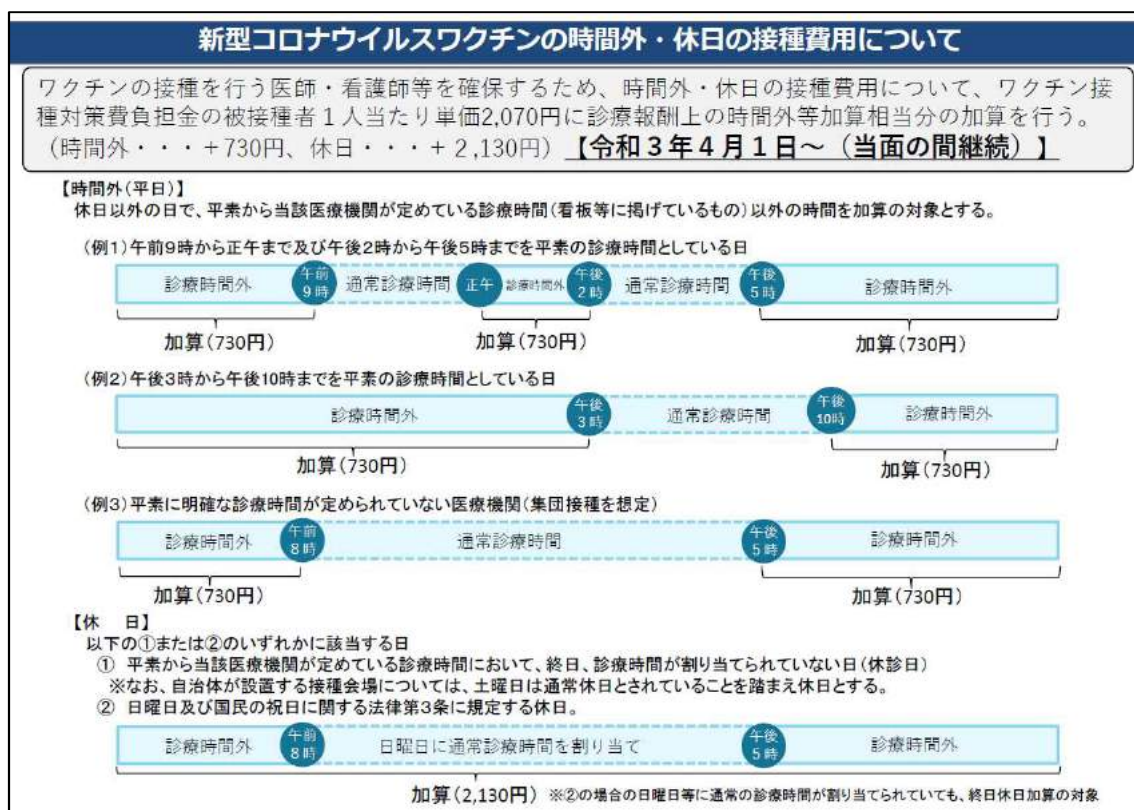 新型コロナウイルスワクチンの時間外・休日の接種費用について
ワクチンの接種を行う医師・看護師等を確保するため、時間外・休日の接種費用について、ワクチン接
種対策費負担金の被接種者１人当たり単価2,070円に診療報酬上の時間外等加算相当分の加算を行う。
（時間外・・・＋730円、休日・・・＋2,130円）【令和３年４月１日～（当面の間継続）】
【時間外（平日）】
休日以外の日で、平素から当該医療機関が定めている診療時間（看板等に掲げているもの）以外の時間を加算の対象とする。
（例１）午前９時から正午まで及び午後２時から午後５時までを平素の診療時間としている日
診療時間外 午前９時 通常診療時間 正午 診療時間外 午後２時 通常診療時間 午後５時 診療時間外
加算（730円） 加算（730円） 加算（730円）
（例２）午後３時から午後10時までを平素の診療時間としている日
診療時間外 午後３時 通常診療時間 午後10時 診療時間外
加算（730円） 加算（730円）
（例３）平素に明確な診療時間が定められていない医療機関（集団接種を想定）
診療時間外 午前８時 通常診療時間 午後５時 診療時間外
加算（730円） 加算（730円）
【休　日】
以下の①または②のいずれかに該当する日
① 平素から当該医療機関が定めている診療時間において、終日、診療時間が割り当てられていない日（休診日）
※なお、自治体が設置する接種会場については、土曜日は通常休日とされていることを踏まえ休日とする。
② 日曜日及び国民の祝日に関する法律第３条に規定する休日。
診療時間外 午前８時 日曜日に通常診療時間を割り当て 午後５時 診療時間外
加算（2,130円） ※②の場合の日曜日等に通常の診療時間が割り当てられていても、終日休日加算の対象